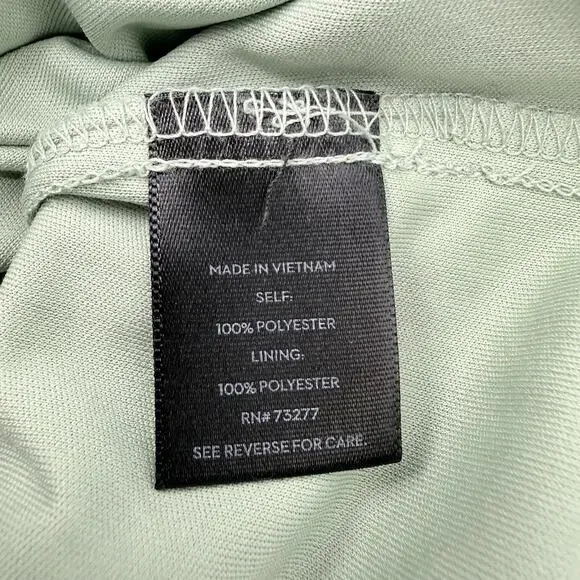 MADE IN VIETNAM
SELF:
100% POLYESTER
LINING:
100% POLYESTER
RN# 73277
SEE REVERSE FOR CARE.